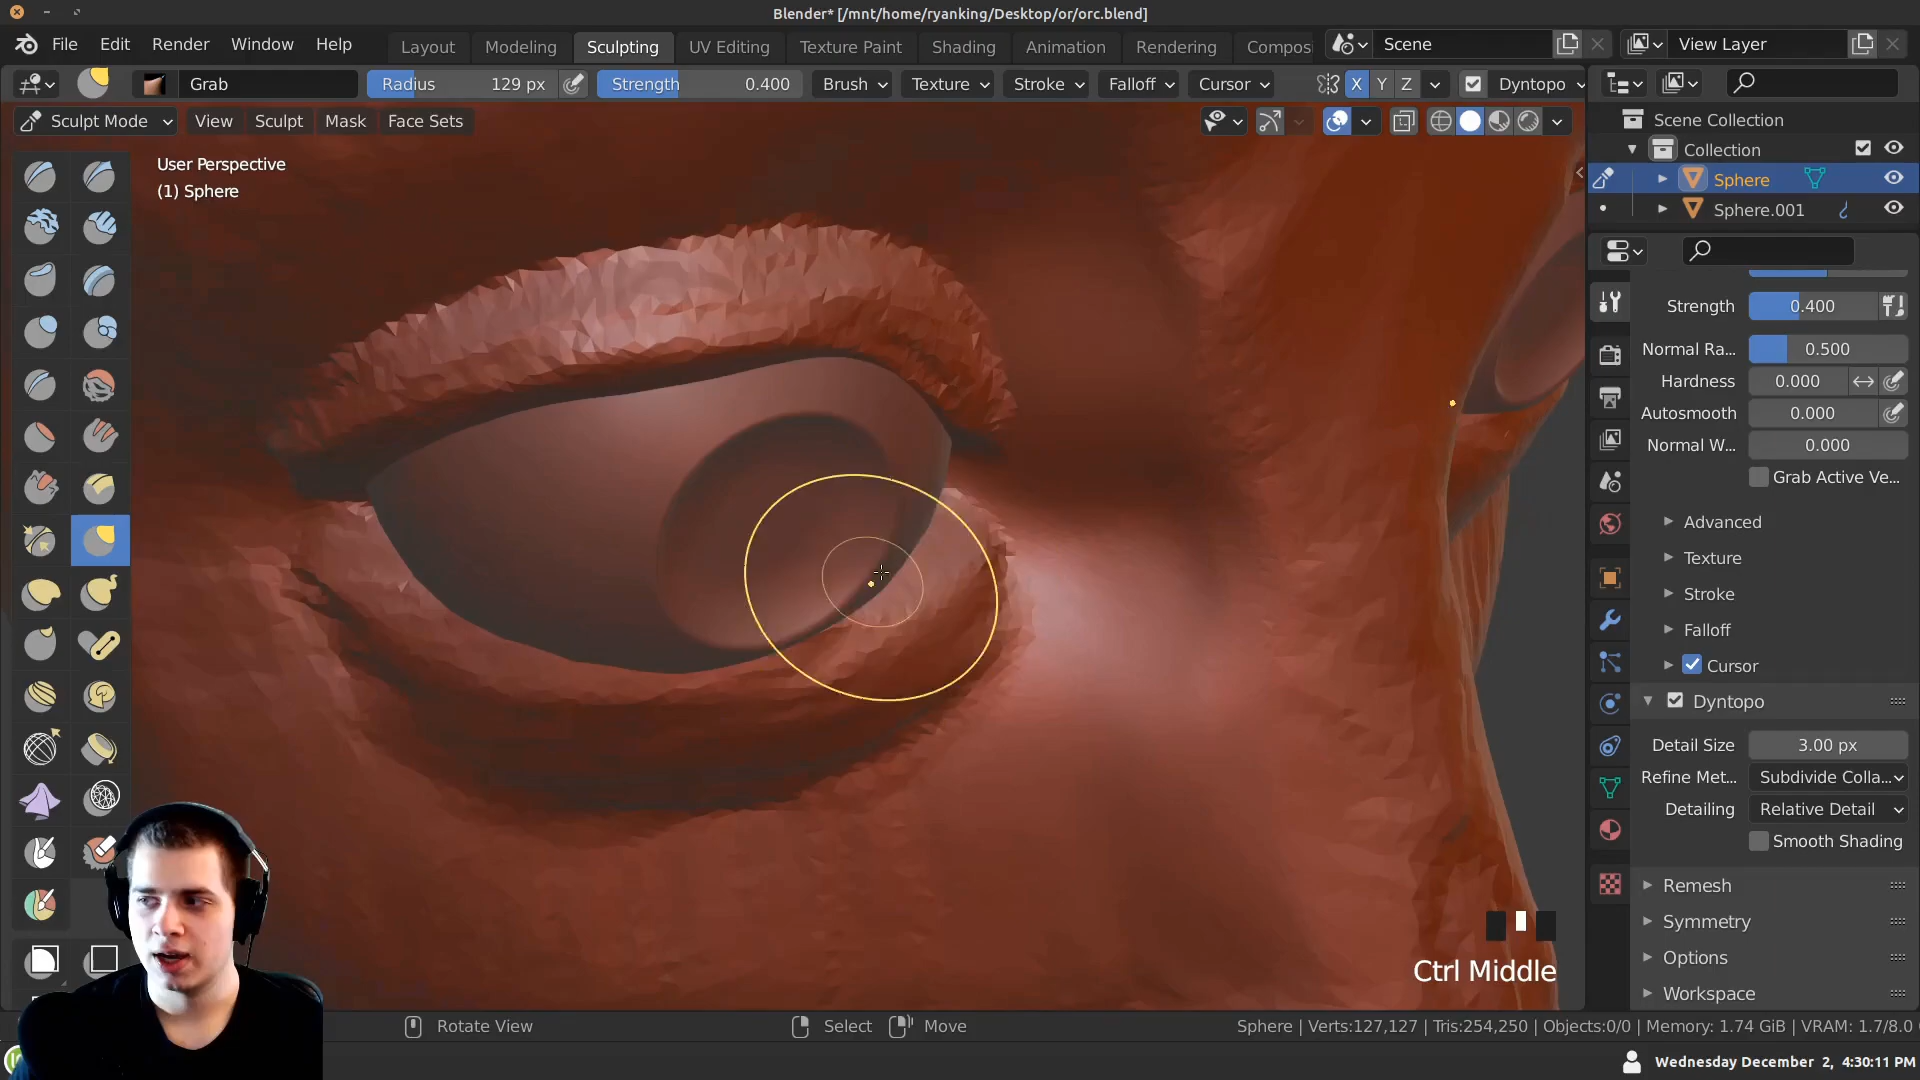 Blender* [/mnt/home/ryanking/Desktop/or/orc.blend]
File Edit Render Window Help
Layout Modeling Sculpting UV Editing Texture Paint Shading Animation Rendering Compos
Scene
View Layer
Grab
Radius 129 px
Strength 0.400
Brush Texture Stroke Falloff Cursor
X Y Z
Dyntopo
Sculpt Mode View Sculpt Mask Face Sets
Scene Collection
Collection
Sphere
Sphere.001
User Perspective
(1) Sphere
Strength 0.400
Normal Ra... 0.500
Hardness 0.000
Autosmooth 0.000
Normal W... 0.000
Grab Active Ve...
Advanced
Texture
Stroke
Falloff
Cursor
Dyntopo
Detail Size 3.00 px
Refine Met... Subdivide Colla...
Detailing Relative Detail
Smooth Shading
Remesh
Symmetry
Options
Workspace
Ctrl Middle
Rotate View
Select
Move
Sphere | Verts:127,127 | Tris:254,250 | Objects:0/0 | Memory: 1.74 GiB | VRAM: 1.7/8.0
Wednesday December 2, 4:30:11 PM